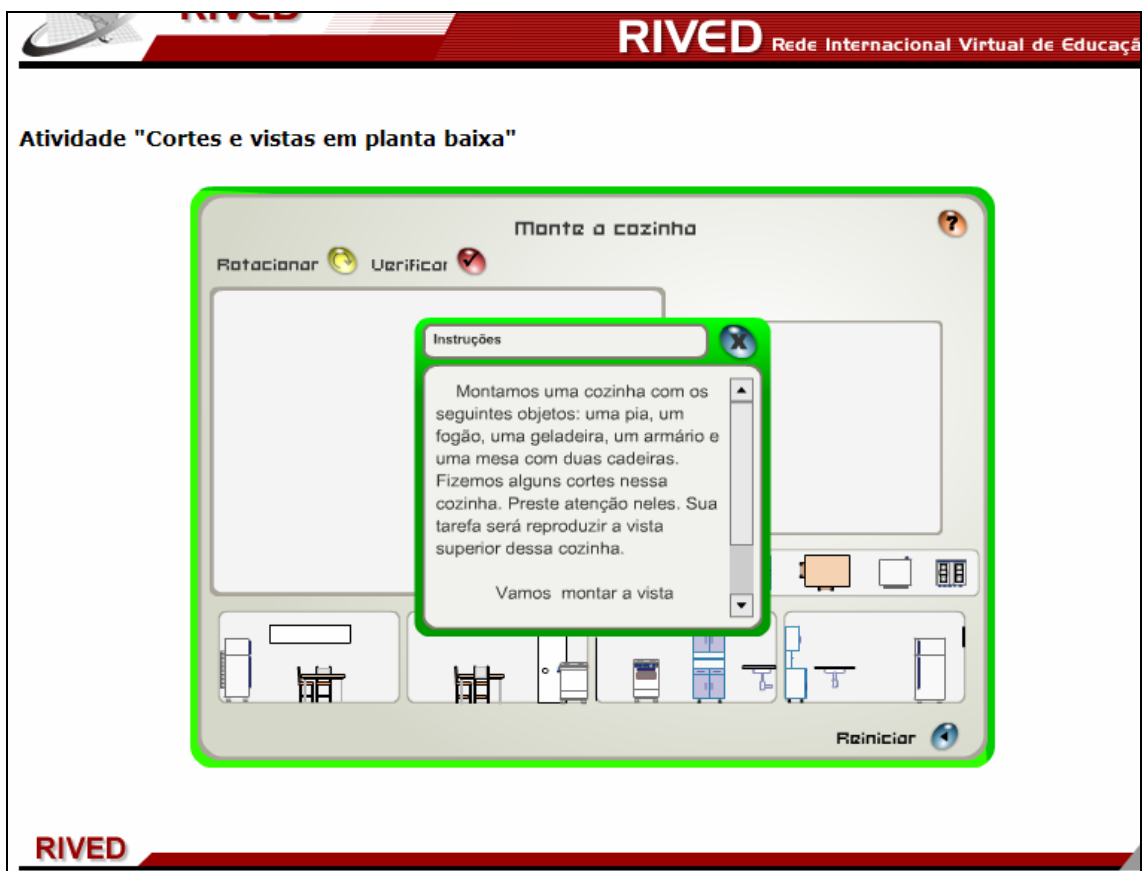 RIVED
RIVED Rede Internacional Virtual de Educaçã
Atividade "Cortes e vistas em planta baixa"
Monte a cozinha
?
Rotacionar Verificar
Instruções
X
Montamos uma cozinha com os
seguintes objetos: uma pia, um
fogão, uma geladeira, um armário e
uma mesa com duas cadeiras.
Fizemos alguns cortes nessa
cozinha. Preste atenção neles. Sua
tarefa será reproduzir a vista
superior dessa cozinha.
Vamos montar a vista
Reiniciar
RIVED